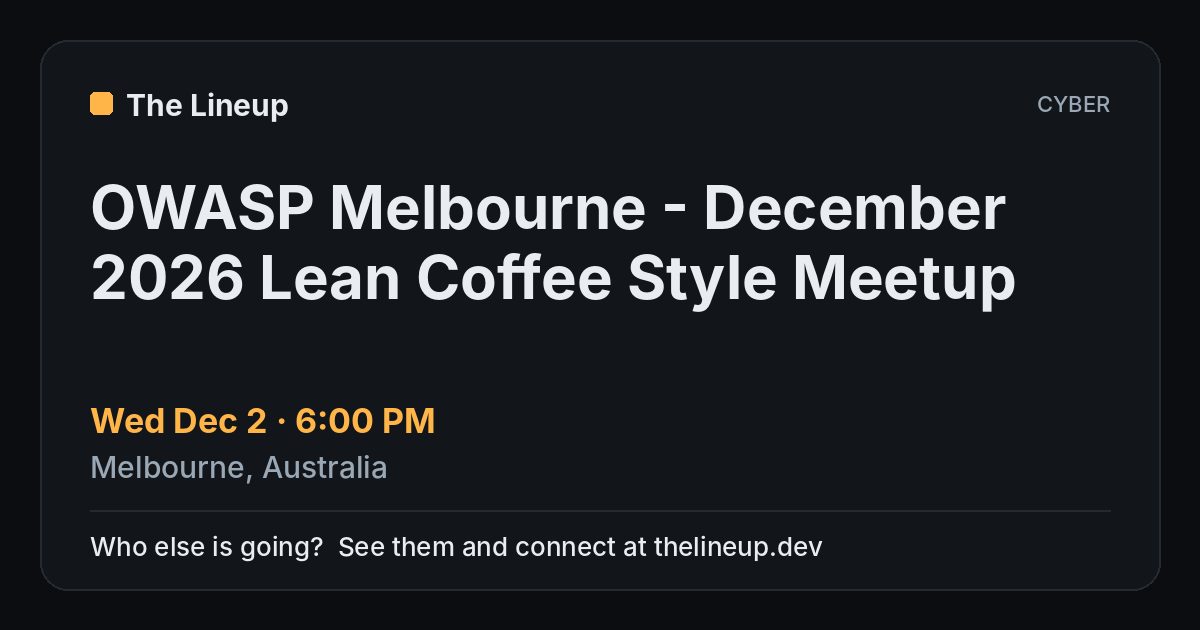 The Lineup
CYBER
OWASP Melbourne - December
2026 Lean Coffee Style Meetup
Wed Dec 2 · 6:00 PM
Melbourne, Australia
Who else is going? See them and connect at thelineup.dev